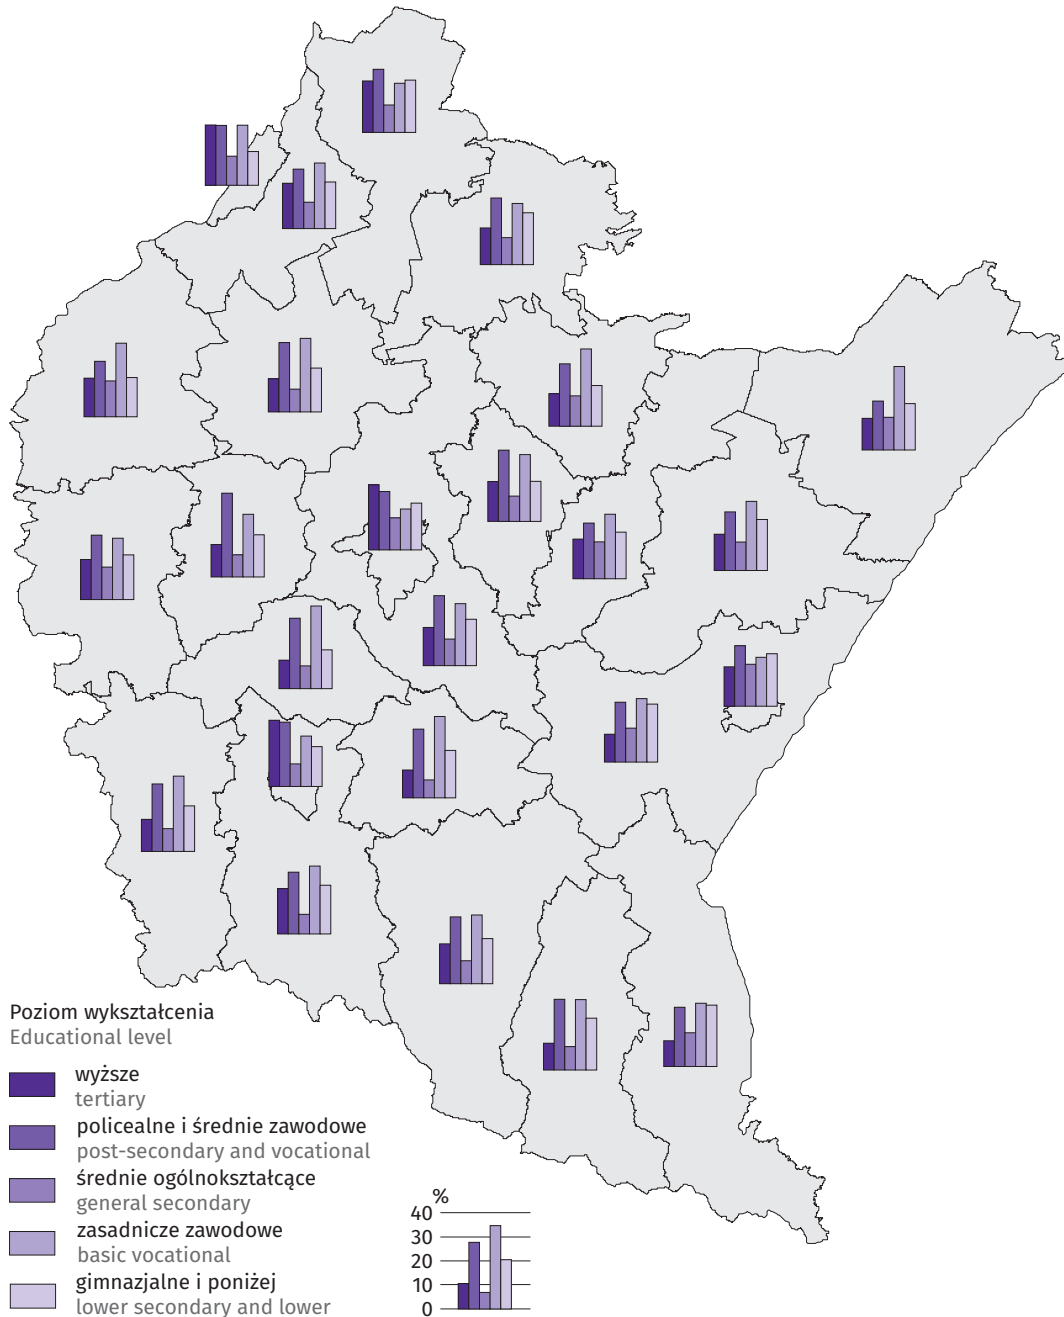 Poziom wykształcenia
Educational level
wyższe
tertiary
policealne i średnie zawodowe
post-secondary and vocational
średnie ogólnokształcące
general secondary
zasadnicze zawodowe
basic vocational
gimnazjalne i poniżej
lower secondary and lower
%
40
30
20
10
0